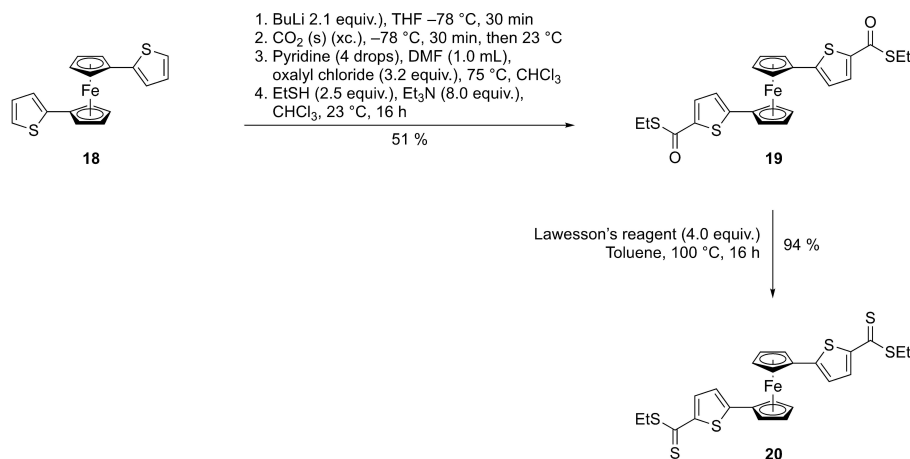 1. BuLi 2.1 equiv.), THF –78 °C, 30 min
2. CO2 (s) (xc.), –78 °C, 30 min, then 23 °C
3. Pyridine (4 drops), DMF (1.0 mL),
oxalyl chloride (3.2 equiv.), 75 °C, CHCl3
4. EtSH (2.5 equiv.), Et3N (8.0 equiv.),
CHCl3, 23 °C, 16 h
51 %
S
Fe
S
18
O
S
SEt
Fe
EtS
S
O
19
Lawesson's reagent (4.0 equiv.)
Toluene, 100 °C, 16 h
94 %
S
S
SEt
Fe
EtS
S
S
20